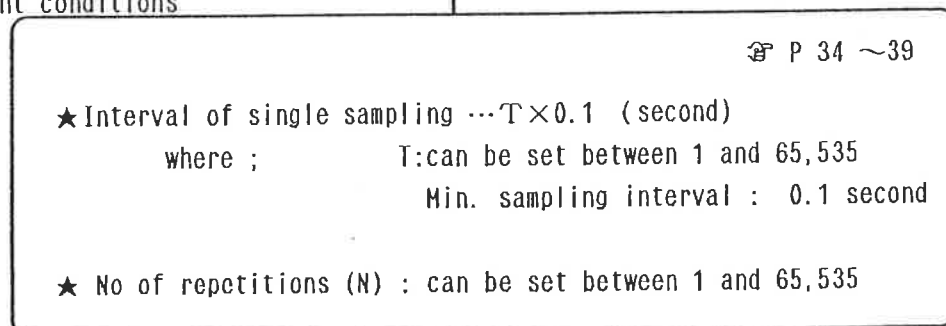 nt conditions
☞ P 34 ～39
★Interval of single sampling …T×0.1 (second)
where ; T:can be set between 1 and 65,535
Min. sampling interval : 0.1 second
★ No of repetitions (N) : can be set between 1 and 65,535